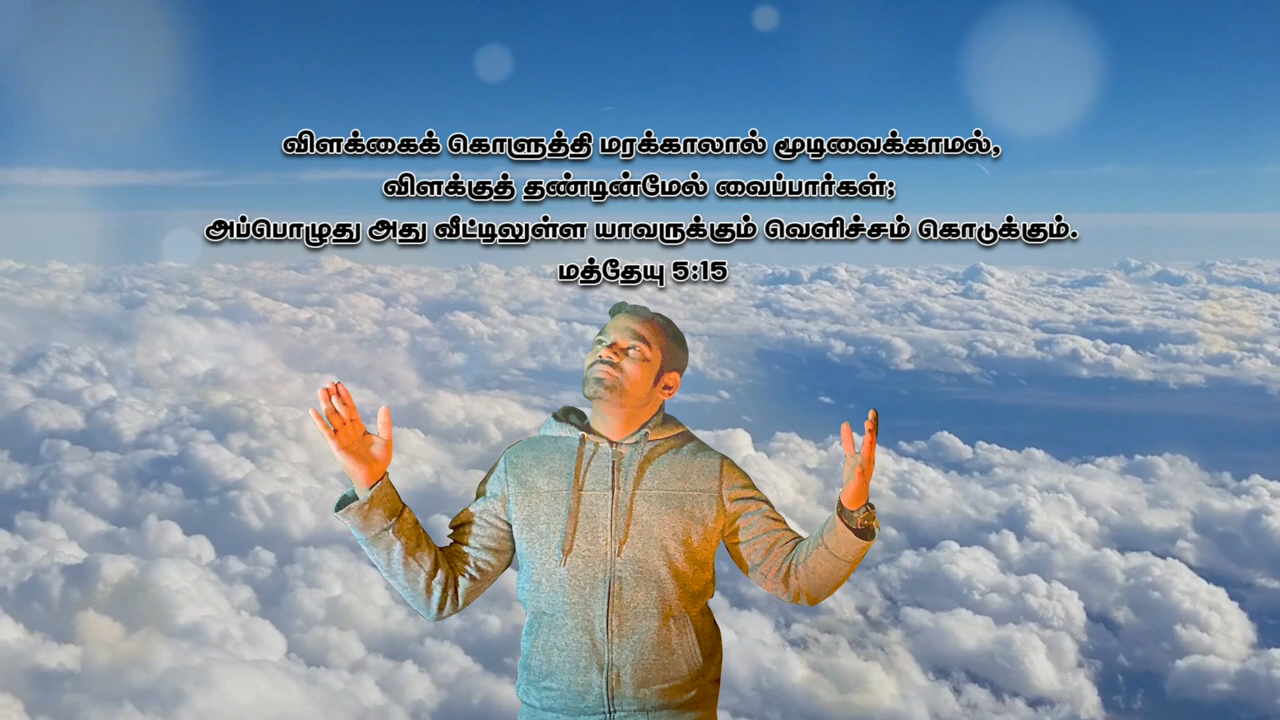 விளக்கைக் கொளுத்தி மரக்காலால் மூடிவைக்காமல்,
விளக்குத் தண்டின்மேல் வைப்பார்கள்;
அப்பொழுது அது வீட்டிலுள்ள யாவருக்கும் வெளிச்சம் கொடுக்கும்.
மத்தேயு 5:15